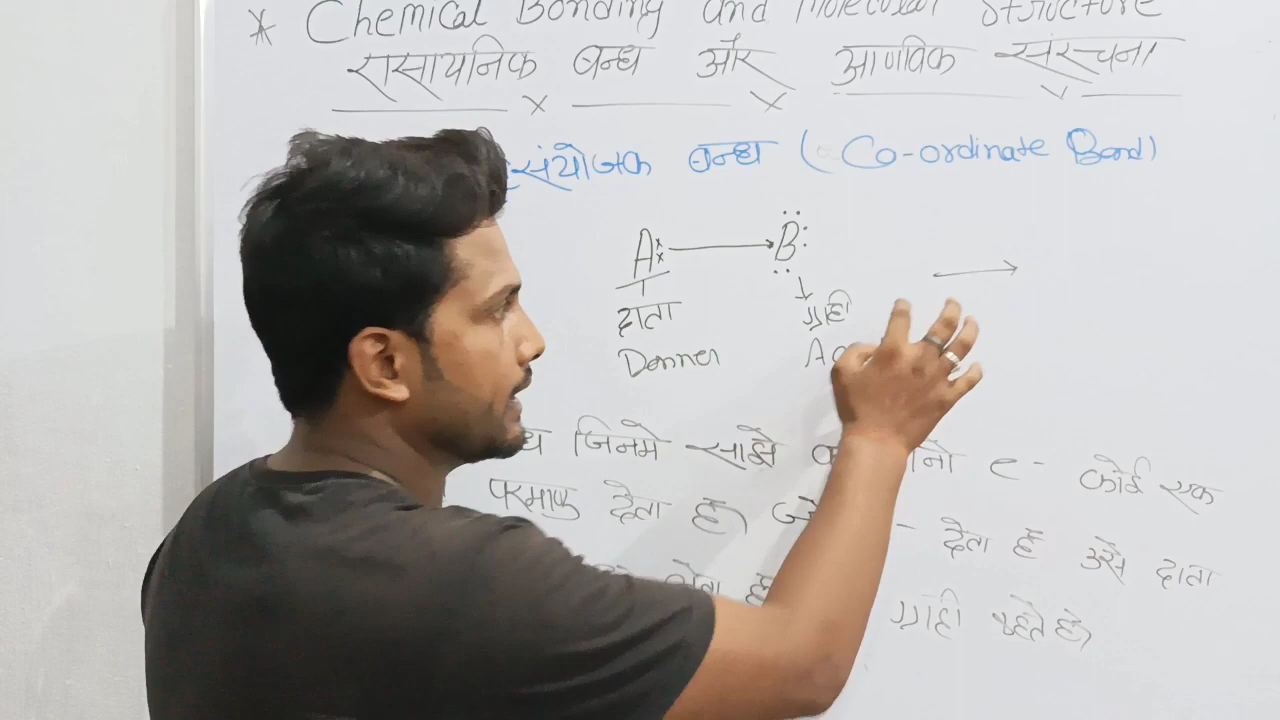 * Chemical Bonding and Molecular Structure
रासायनिक बन्ध और आणविक संरचना
संयोजक बन्ध ( Co-ordinate Bond)
A → B
दाता ग्राही
Donner
जिनमे साझे e- कोई एक
परमाणु देता है। देता है उसे दाता
ग्राही कहते है।